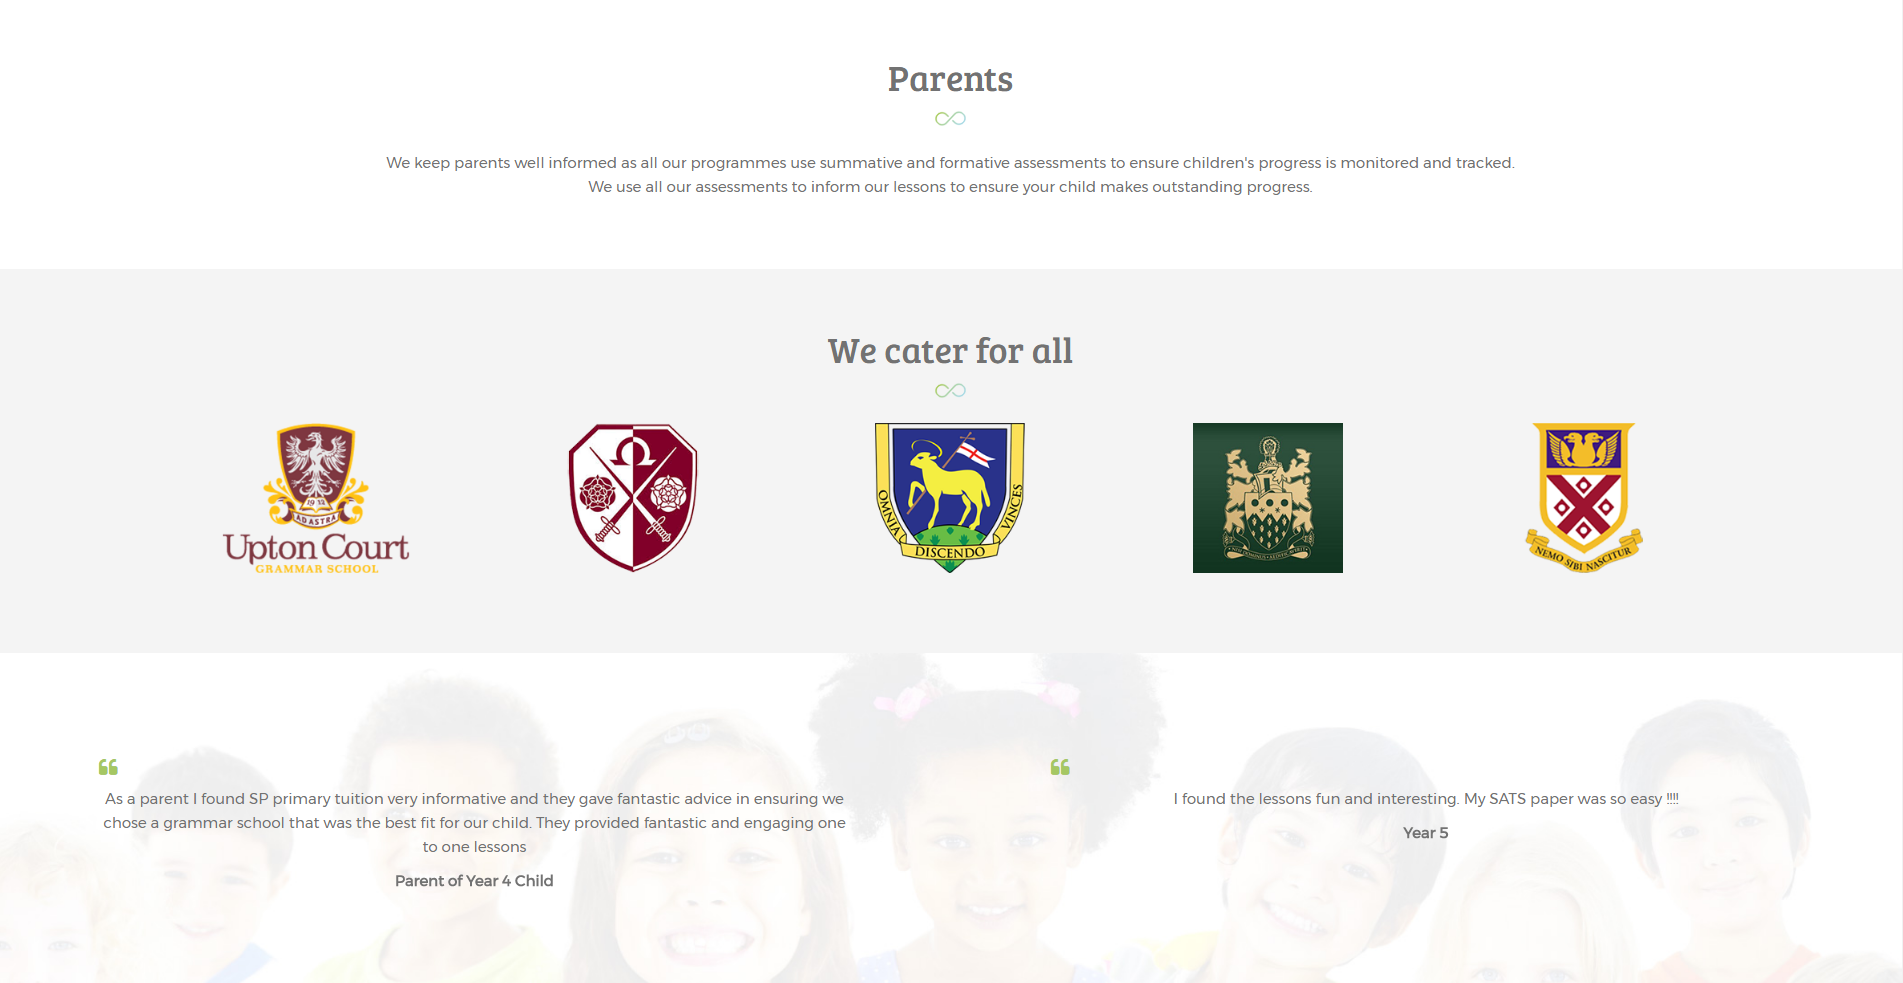 Parents
We keep parents well informed as all our programmes use summative and formative assessments to ensure children's progress is monitored and tracked.
We use all our assessments to inform our lessons to ensure your child makes outstanding progress.
We cater for all
1932
AD ASTRA
Upton Court
GRAMMAR SCHOOL
OMNIA
DISCENDO
VINCES
NEMO SIBI NASCITUR
As a parent I found SP primary tuition very informative and they gave fantastic advice in ensuring we
chose a grammar school that was the best fit for our child. They provided fantastic and engaging one
to one lessons
Parent of Year 4 Child
I found the lessons fun and interesting. My SATS paper was so easy !!!!
Year 5